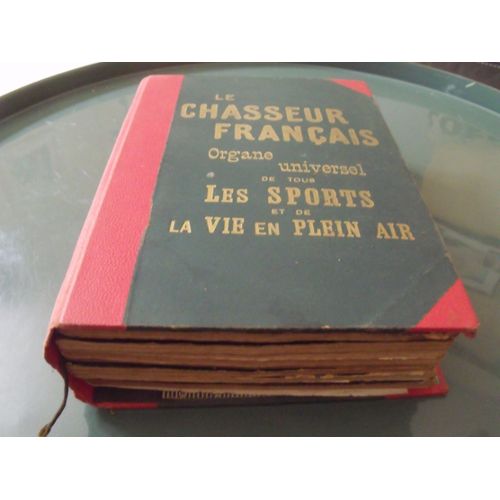 LE
CHASSEUR
FRANÇAIS
Organe universel
DE TOUS
LES SPORTS
ET DE
LA VIE EN PLEIN AIR